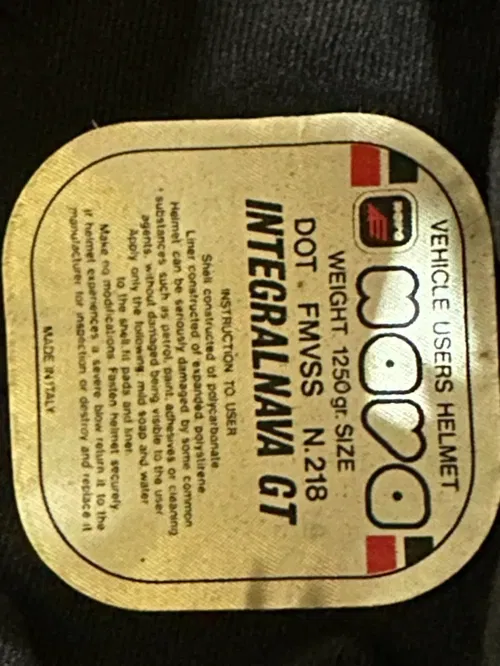 VEHICLE USERS HELMET
nava
nava
WEIGHT 1250gr. SIZE
DOT FMVSS N.218
INTEGRALNAVA GT
INSTRUCTION TO USER
Shell constructed of polycarbonate
Liner constructed of expanded polystirene
Helmet can be seriously damaged by some common
substances such as petrol, paint, adhesives or cleaning
agents, without damaged being visible to the user
Apply only the following: mild soap and water
to the shell, fit pads and liner.
Make no modifications. Fasten helmet securely
If helmet experiences a severe blow return it to the
manufacturer for inspection or destroy and replace it
MADE IN ITALY